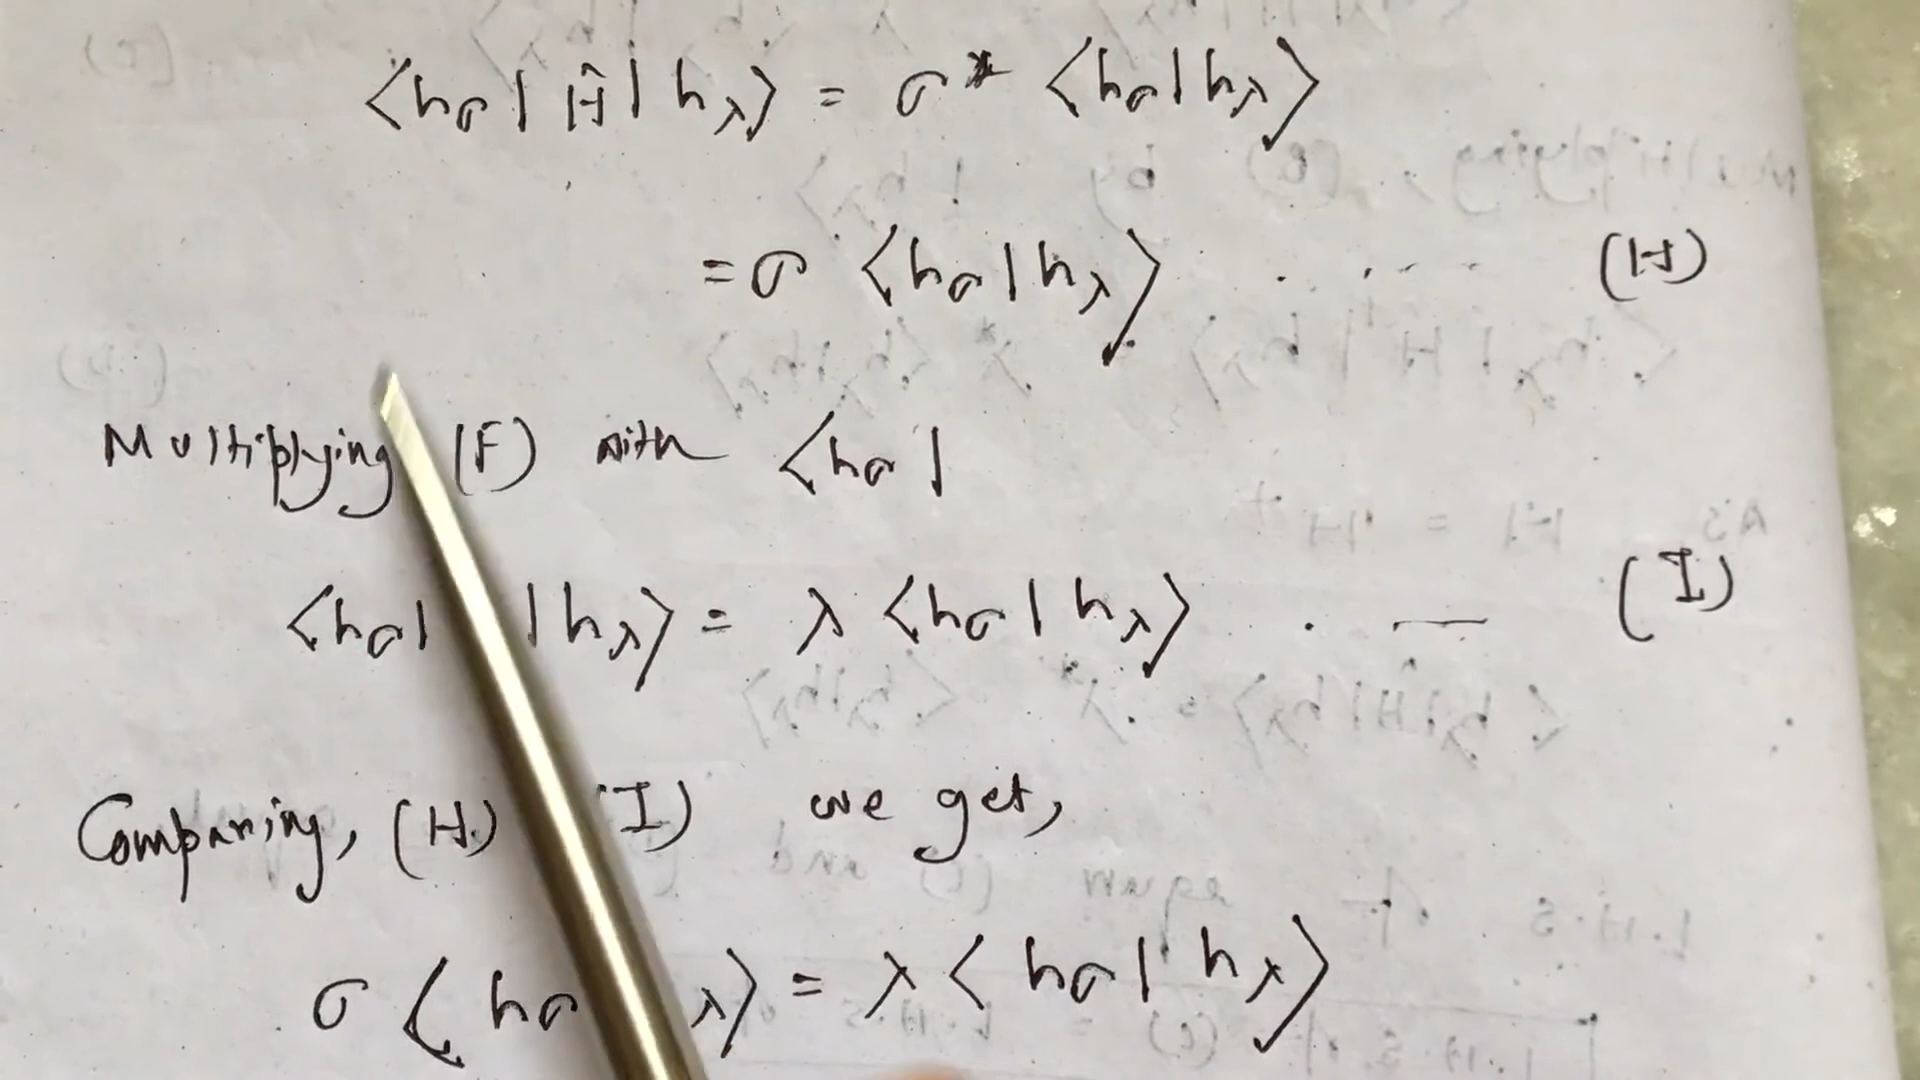 ⟨hσ| Ĥ | hλ⟩ = σ* ⟨hσ|hλ⟩
= σ ⟨hσ|hλ⟩ . . - - - (H)
Multiplying (F) with ⟨hσ|
⟨hσ| |hλ⟩ = λ ⟨hσ|hλ⟩ . — (I)
Comparing, (H) (I) we get,
σ ⟨hσ λ⟩ = λ ⟨hσ|hλ⟩